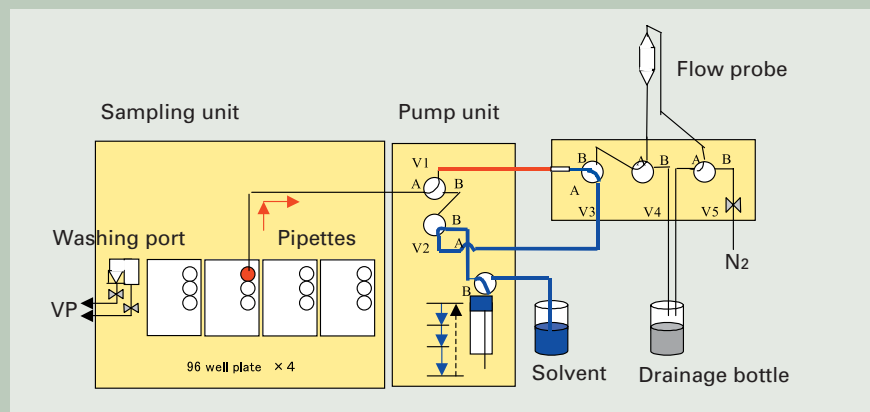 Flow probe
Sampling unit
Pump unit
V1
A
B
B
A
V3
A
B
V4
A
B
V5
B
V2
A
Washing port
Pipettes
N2
B
VP
96 well plate ×4
Solvent
Drainage bottle